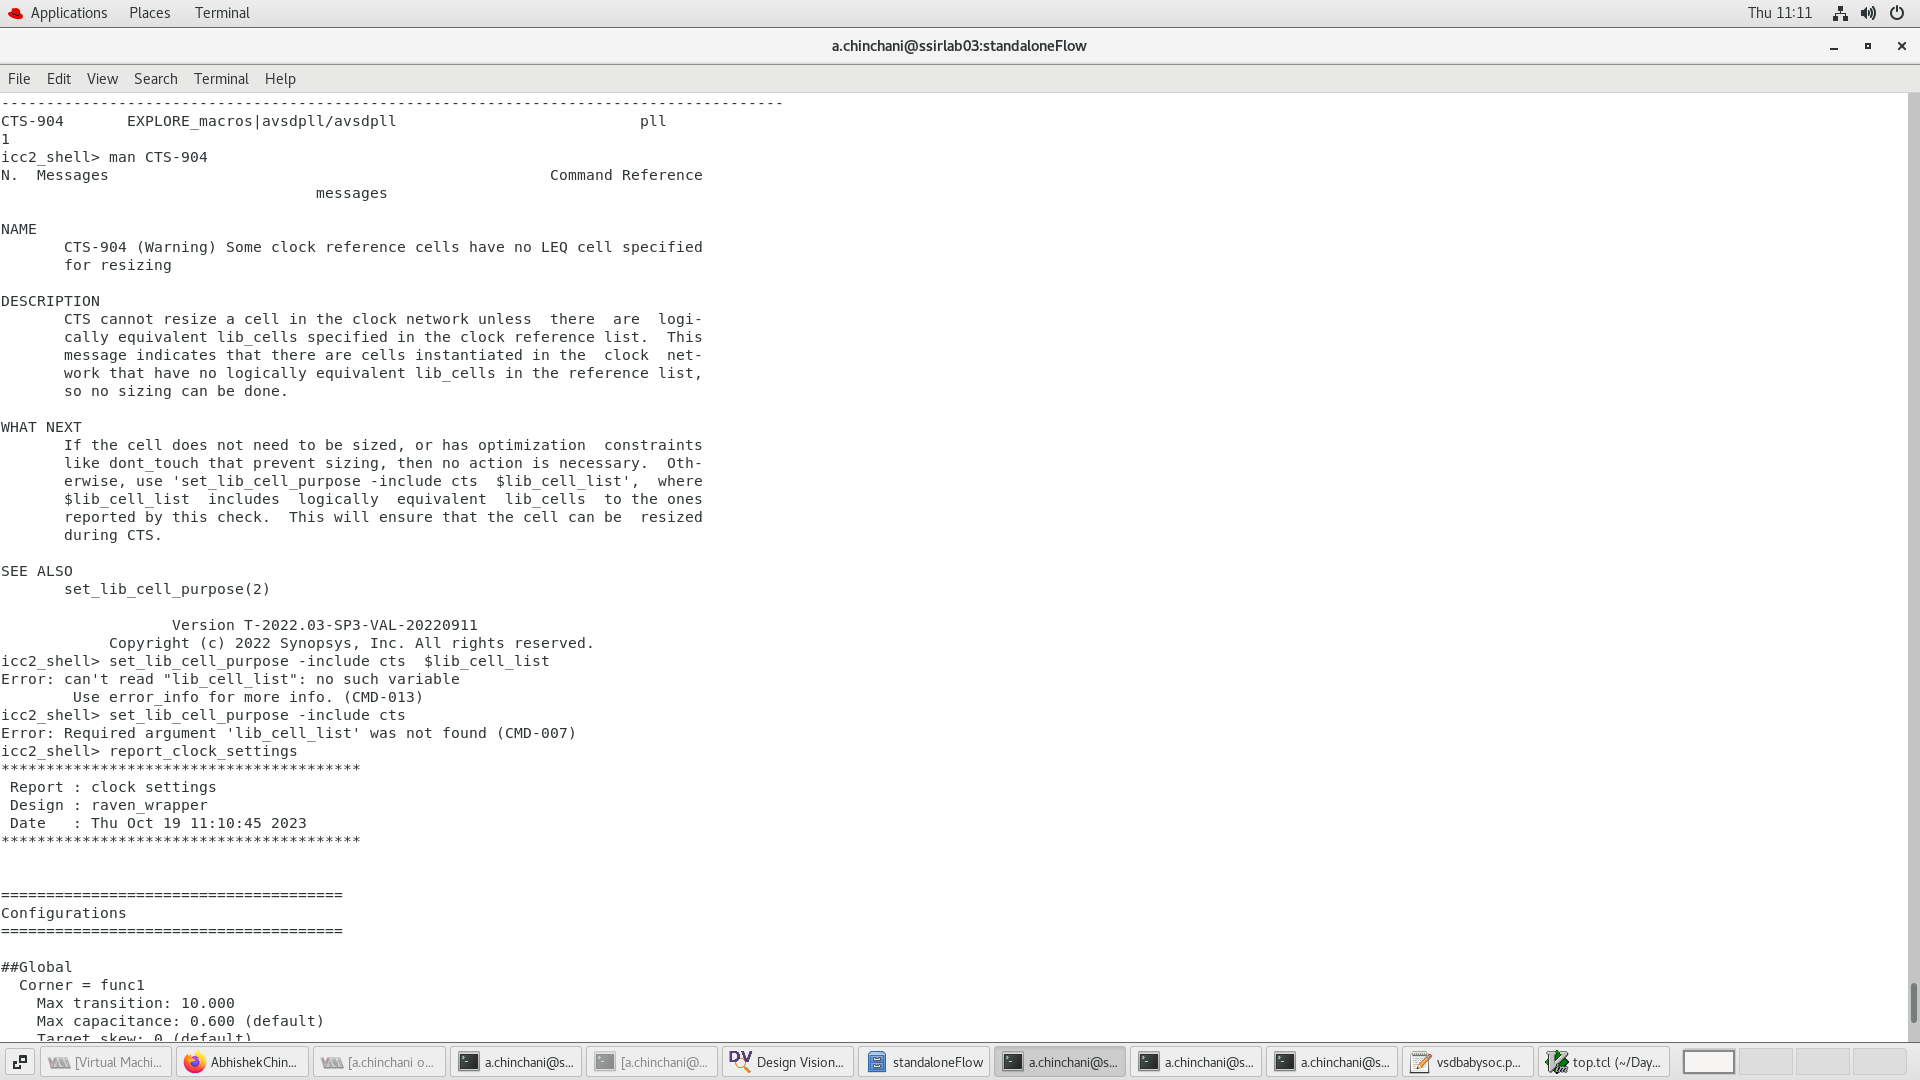 Applications Places Terminal Thu 11:11
a.chinchani@ssirlab03:standaloneFlow
File Edit View Search Terminal Help
---------------------------------------------------------------------------------------
CTS-904       EXPLORE_macros|avsdpll/avsdpll                           pll
1
icc2_shell> man CTS-904
N.  Messages                                                 Command Reference
                                   messages
NAME
       CTS-904 (Warning) Some clock reference cells have no LEQ cell specified
       for resizing
DESCRIPTION
       CTS cannot resize a cell in the clock network unless  there  are  logi-
       cally equivalent lib_cells specified in the clock reference list.  This
       message indicates that there are cells instantiated in the  clock  net-
       work that have no logically equivalent lib_cells in the reference list,
       so no sizing can be done.
WHAT NEXT
       If the cell does not need to be sized, or has optimization  constraints
       like dont_touch that prevent sizing, then no action is necessary.  Oth-
       erwise, use 'set_lib_cell_purpose -include cts  $lib_cell_list',  where
       $lib_cell_list  includes  logically  equivalent  lib_cells  to the ones
       reported by this check.  This will ensure that the cell can be  resized
       during CTS.
SEE ALSO
       set_lib_cell_purpose(2)
                   Version T-2022.03-SP3-VAL-20220911
            Copyright (c) 2022 Synopsys, Inc. All rights reserved.
icc2_shell> set_lib_cell_purpose -include cts  $lib_cell_list
Error: can't read "lib_cell_list": no such variable
        Use error_info for more info. (CMD-013)
icc2_shell> set_lib_cell_purpose -include cts
Error: Required argument 'lib_cell_list' was not found (CMD-007)
icc2_shell> report_clock_settings
****************************************
 Report : clock settings
 Design : raven_wrapper
 Date   : Thu Oct 19 11:10:45 2023
****************************************
======================================
Configurations
======================================
##Global
  Corner = func1
    Max transition: 10.000
    Max capacitance: 0.600 (default)
    Target skew: 0 (default)
[Virtual Machi... AbhishekChin... [a.chinchani o... a.chinchani@s... [a.chinchani@... Design Vision... standaloneFlow a.chinchani@s... a.chinchani@s... a.chinchani@s... vsdbabysoc.p... top.tcl (~/Day...